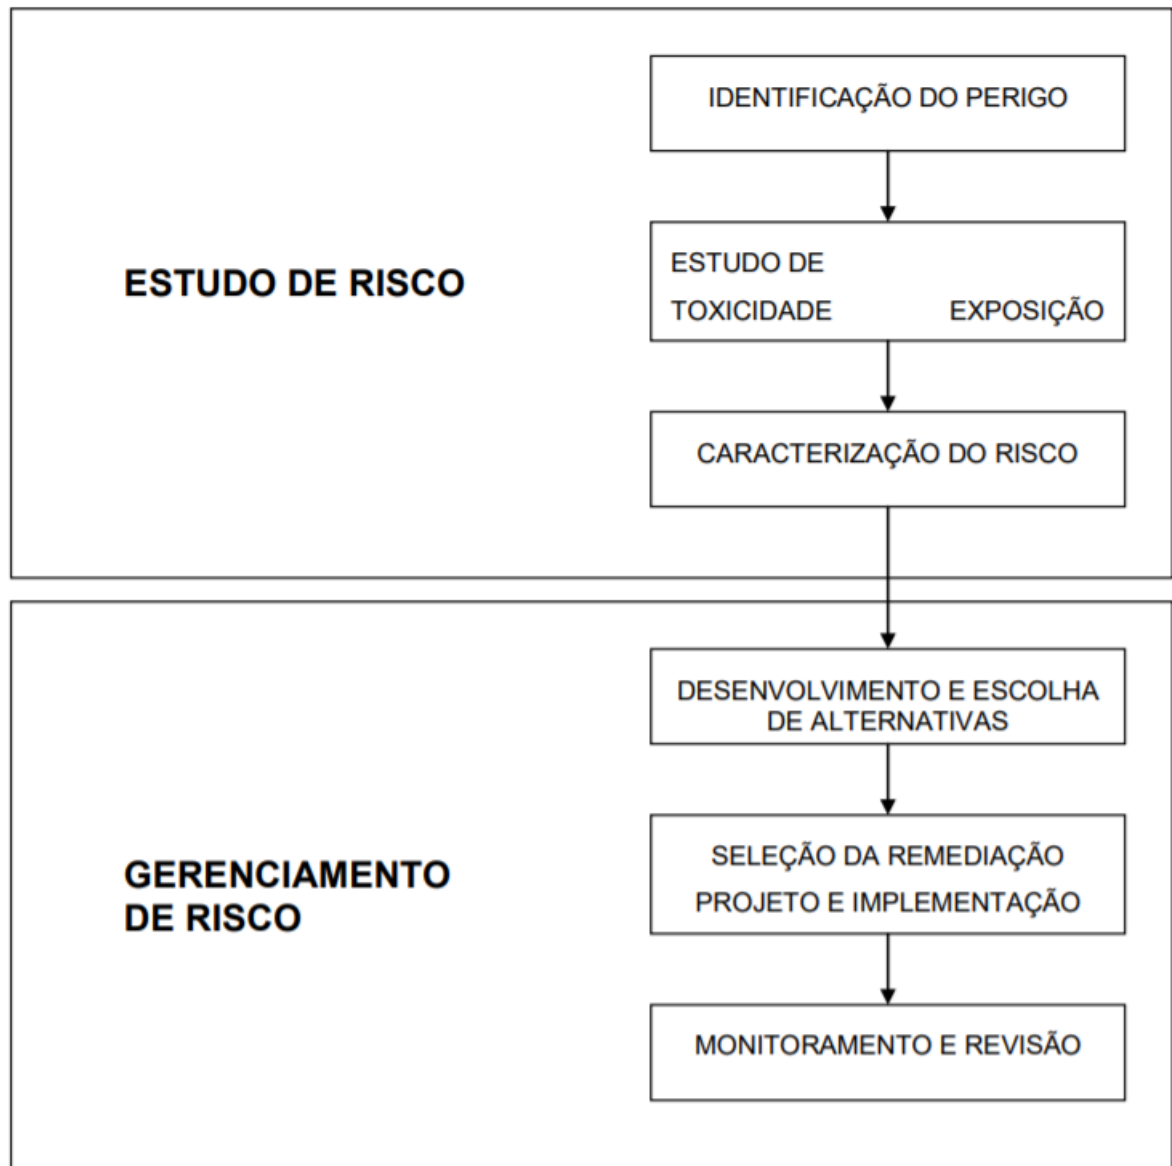 IDENTIFICAÇÃO DO PERIGO
ESTUDO DE RISCO
ESTUDO DE
TOXICIDADE EXPOSIÇÃO
CARACTERIZAÇÃO DO RISCO
DESENVOLVIMENTO E ESCOLHA
DE ALTERNATIVAS
GERENCIAMENTO
DE RISCO
SELEÇÃO DA REMEDIAÇÃO
PROJETO E IMPLEMENTAÇÃO
MONITORAMENTO E REVISÃO